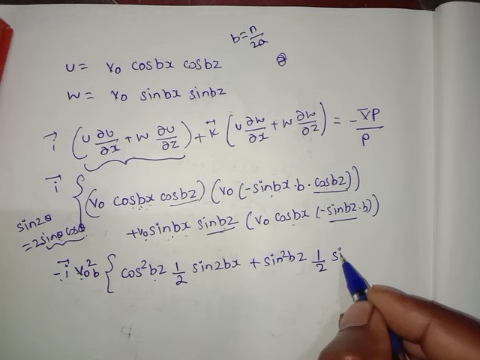 b = π/2a
u = v₀ cosbx cosbz
θ
w = v₀ sinbx sinbz
i⃗ (u ∂u/∂x + w ∂u/∂z) + k⃗ (u ∂w/∂x + w ∂w/∂z) = -∇P/ρ
i⃗ { (v₀ cosbx cosbz) (v₀ (-sinbx·b·cosbz))
sin2θ = 2sinθ cosθ
+ v₀ sinbx sinbz (v₀ cosbx (-sinbz·b))
-i⃗ v₀²b { cos²bz 1/2 sin2bx + sin²bz 1/2 si